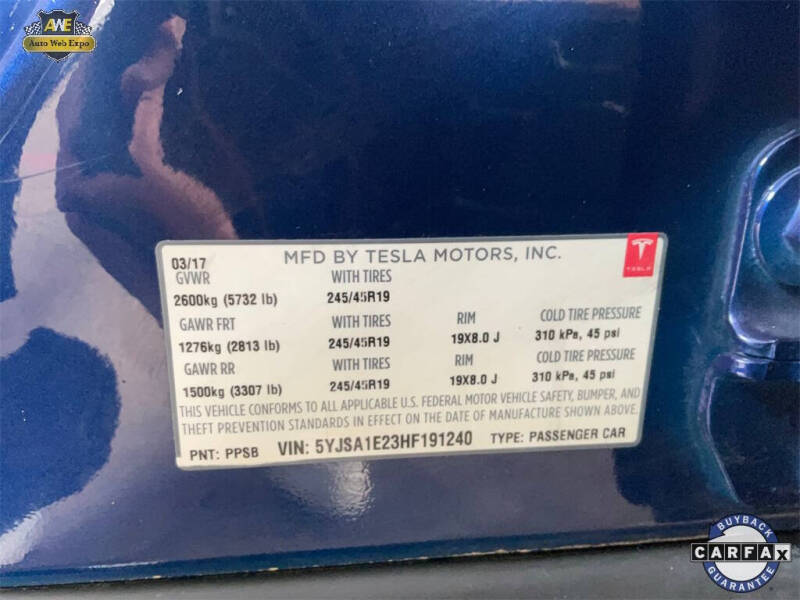 AWE
Auto Web Expo
03/17 MFD BY TESLA MOTORS, INC.
TESLA
GVWR WITH TIRES
2600kg (5732 lb) 245/45R19
GAWR FRT WITH TIRES RIM COLD TIRE PRESSURE
1276kg (2813 lb) 245/45R19 19X8.0 J 310 kPa, 45 psi
GAWR RR WITH TIRES RIM COLD TIRE PRESSURE
1500kg (3307 lb) 245/45R19 19X8.0 J 310 kPa, 45 psi
THIS VEHICLE CONFORMS TO ALL APPLICABLE U.S. FEDERAL MOTOR VEHICLE SAFETY, BUMPER, AND
THEFT PREVENTION STANDARDS IN EFFECT ON THE DATE OF MANUFACTURE SHOWN ABOVE.
PNT: PPSB VIN: 5YJSA1E23HF191240 TYPE: PASSENGER CAR
BUYBACK
CARFAX
GUARANTEE